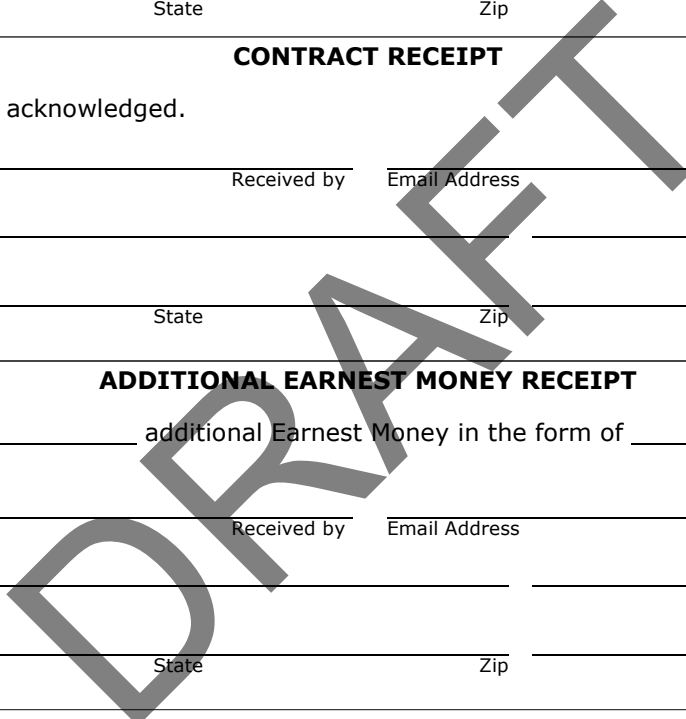 State Zip
CONTRACT RECEIPT
acknowledged.
Received by Email Address
State Zip
ADDITIONAL EARNEST MONEY RECEIPT
additional Earnest Money in the form of
Received by Email Address
State Zip
DRAFT